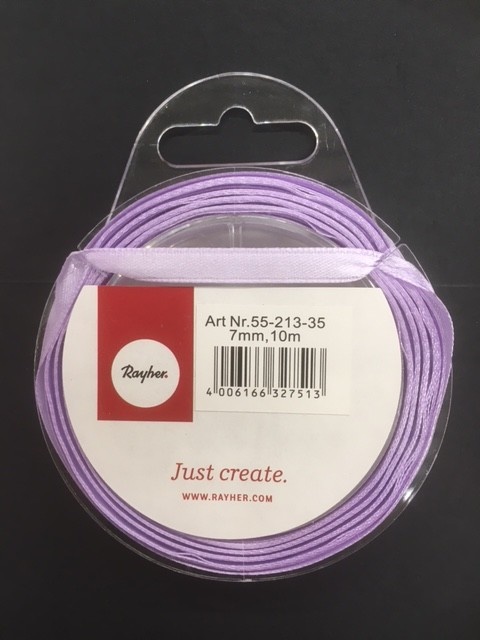 Art Nr.55-213-35
7mm,10m
Rayher.
4 006166 327513
Just create.
WWW.RAYHER.COM